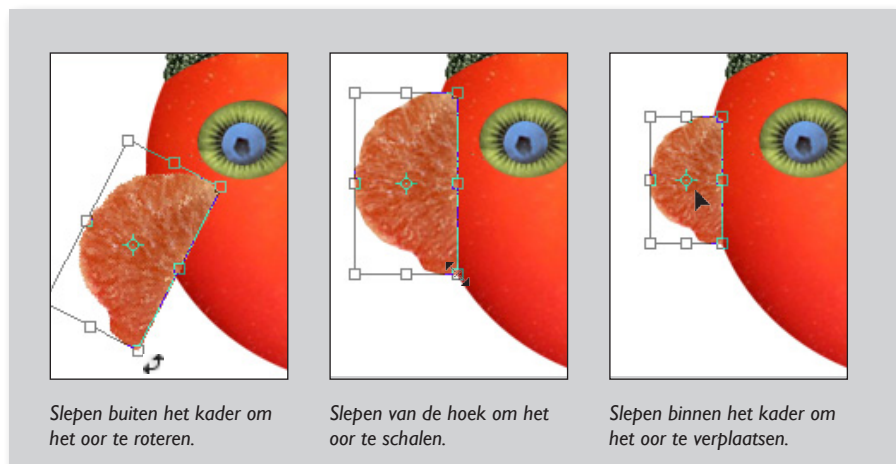 Slepen buiten het kader om
het oor te roteren.
Slepen van de hoek om het
oor te schalen.
Slepen binnen het kader om
het oor te verplaatsen.